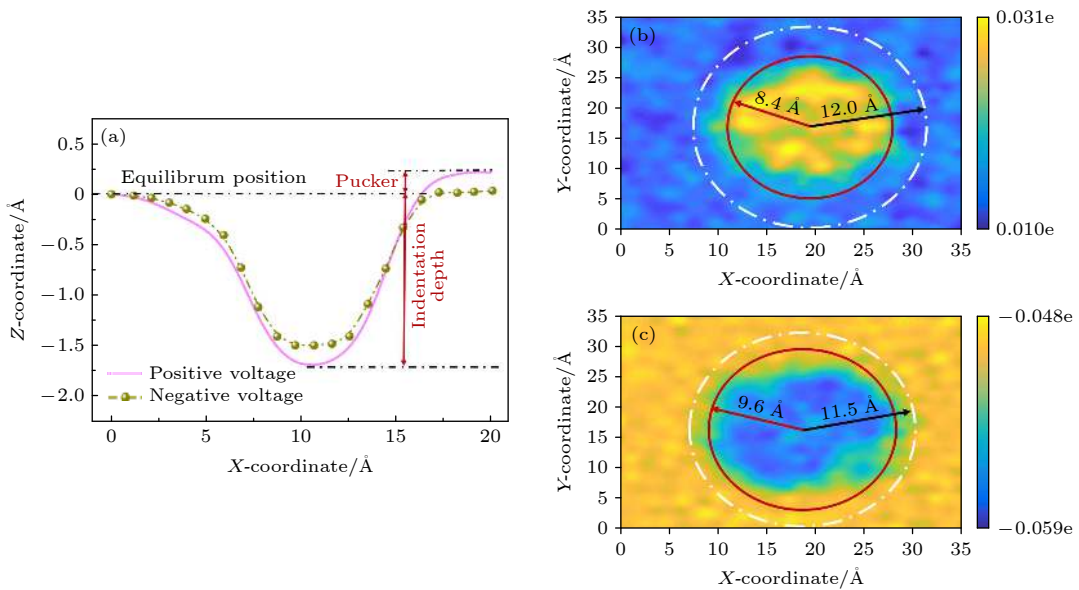 (a)
0.5
0
−0.5
−1.0
−1.5
−2.0
Z-coordinate/Å
Equilibrum position
Pucker
Indentation
depth
Positive voltage
Negative voltage
0
5
10
15
20
X-coordinate/Å
(b)
35
30
25
20
15
10
5
0
Y-coordinate/Å
8.4 Å
12.0 Å
0.031e
0.010e
0
5
10
15
20
25
30
35
X-coordinate/Å
(c)
35
30
25
20
15
10
5
0
Y-coordinate/Å
9.6 Å
11.5 Å
−0.048e
−0.059e
0
5
10
15
20
25
30
35
X-coordinate/Å